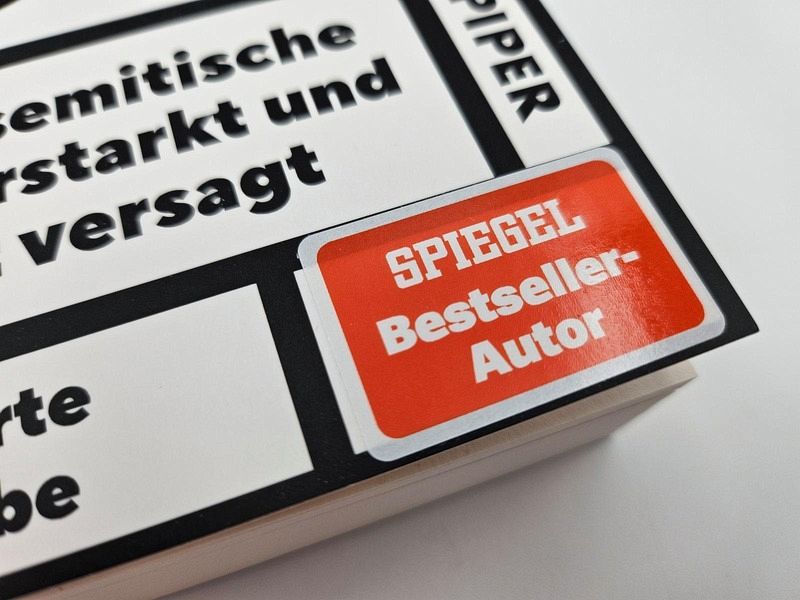 semitische
rstarkt und
versagt
PIPER
SPIEGEL
Bestseller-
Autor
rte
be